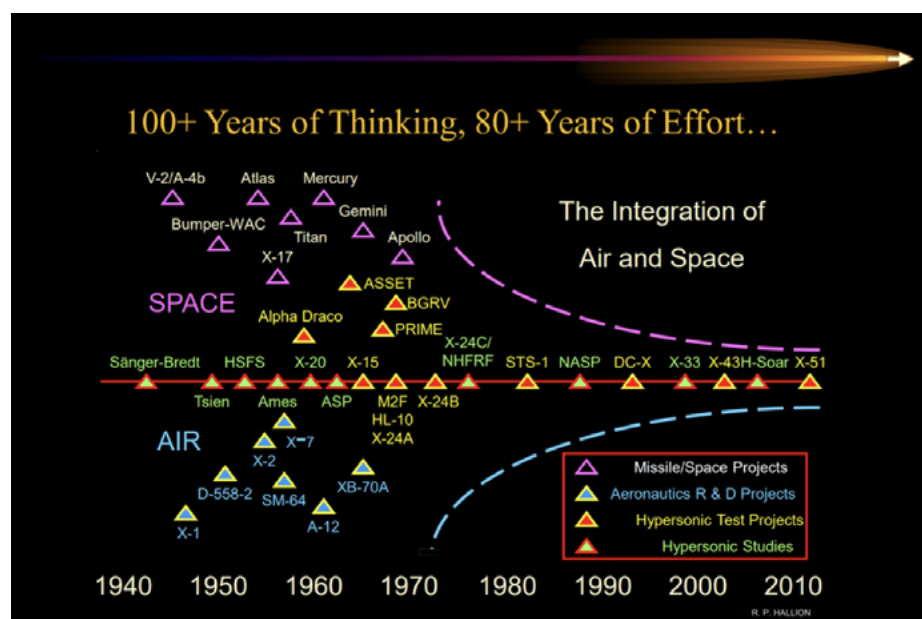 100+ Years of Thinking, 80+ Years of Effort…
V-2/A-4b
Atlas
Mercury
Bumper-WAC
Titan
Gemini
X-17
Apollo
The Integration of
Air and Space
SPACE
ASSET
BGRV
Alpha Draco
PRIME
X-24C/
NHFRF
Sänger-Bredt
HSFS
X-20
X-15
STS-1
NASP
DC-X
X-33
X-43
H-Soar
X-51
Tsien
Ames
ASP
M2F
HL-10
X-24A
X-24B
AIR
X-7
X-2
D-558-2
SM-64
XB-70A
X-1
A-12
Missile/Space Projects
Aeronautics R & D Projects
Hypersonic Test Projects
Hypersonic Studies
1940 1950 1960 1970 1980 1990 2000 2010
R. P. HALLION